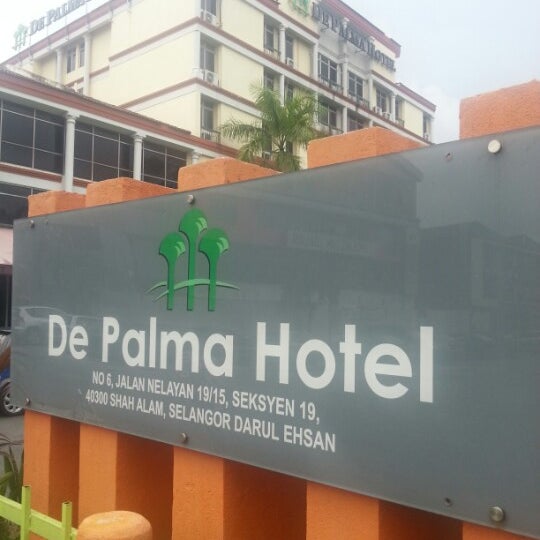 DE PALMA
DE PALMA HOTEL
De Palma Hotel
NO 6, JALAN NELAYAN 19/15, SEKSYEN 19,
40300 SHAH ALAM, SELANGOR DARUL EHSAN